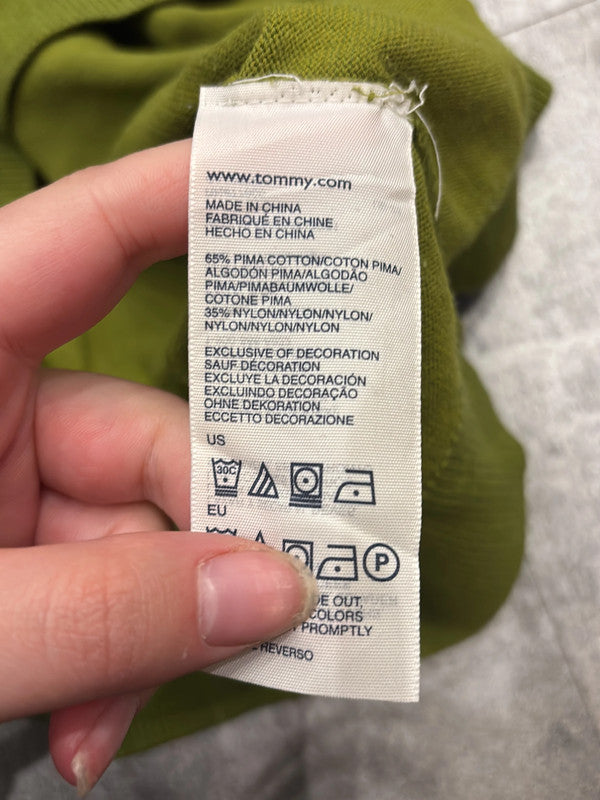 www.tommy.com
MADE IN CHINA
FABRIQUÉ EN CHINE
HECHO EN CHINA
65% PIMA COTTON/COTON PIMA/
ALGODÓN PIMA/ALGODÃO
PIMA/PIMABAUMWOLLE/
COTONE PIMA
35% NYLON/NYLON/NYLON/
NYLON/NYLON/NYLON
EXCLUSIVE OF DECORATION
SAUF DÉCORATION
EXCLUYE LA DECORACIÓN
EXCLUINDO DECORAÇÃO
OHNE DEKORATION
ECCETTO DECORAZIONE
US
30C
EU
P
OUT,
COLORS
PROMPTLY
REVERSO